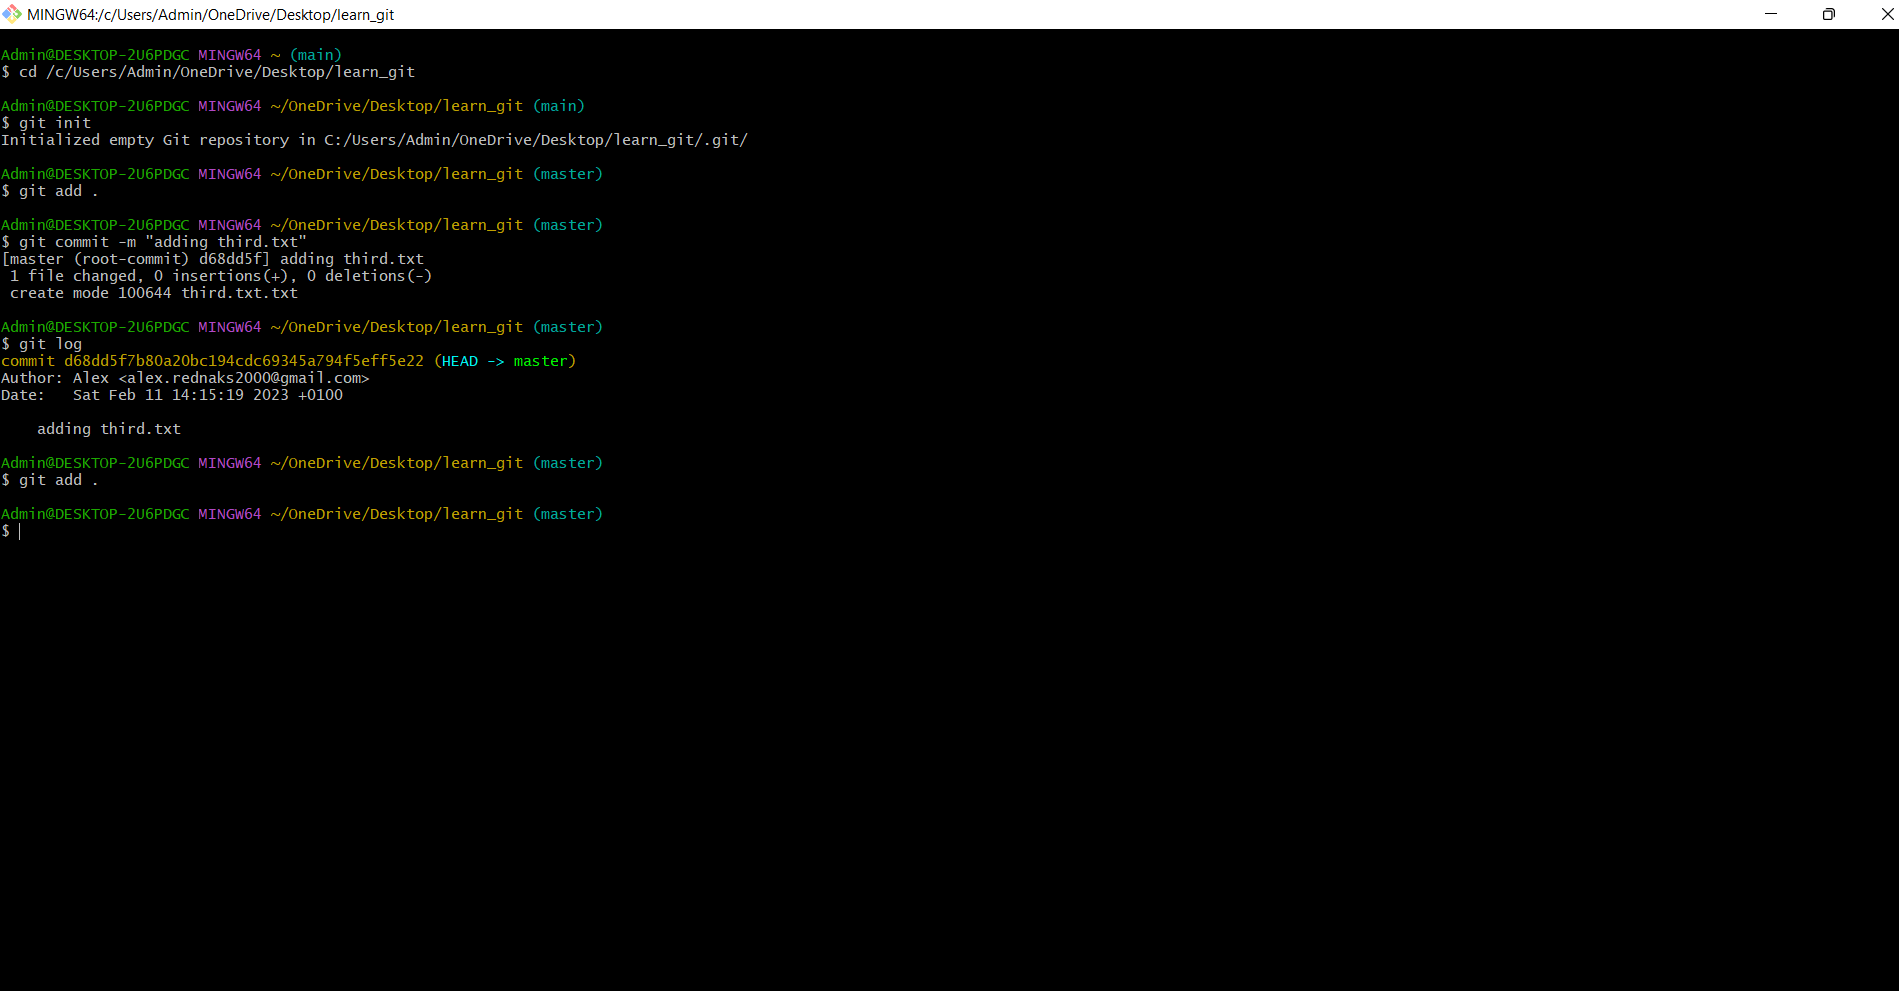 MINGW64:/c/Users/Admin/OneDrive/Desktop/learn_git
Admin@DESKTOP-2U6PDGC MINGW64 ~ (main)
$ cd /c/Users/Admin/OneDrive/Desktop/learn_git
Admin@DESKTOP-2U6PDGC MINGW64 ~/OneDrive/Desktop/learn_git (main)
$ git init
Initialized empty Git repository in C:/Users/Admin/OneDrive/Desktop/learn_git/.git/
Admin@DESKTOP-2U6PDGC MINGW64 ~/OneDrive/Desktop/learn_git (master)
$ git add .
Admin@DESKTOP-2U6PDGC MINGW64 ~/OneDrive/Desktop/learn_git (master)
$ git commit -m "adding third.txt"
[master (root-commit) d68dd5f] adding third.txt
 1 file changed, 0 insertions(+), 0 deletions(-)
 create mode 100644 third.txt.txt
Admin@DESKTOP-2U6PDGC MINGW64 ~/OneDrive/Desktop/learn_git (master)
$ git log
commit d68dd5f7b80a20bc194cdc69345a794f5eff5e22 (HEAD -> master)
Author: Alex <alex.rednaks2000@gmail.com>
Date:   Sat Feb 11 14:15:19 2023 +0100
    adding third.txt
Admin@DESKTOP-2U6PDGC MINGW64 ~/OneDrive/Desktop/learn_git (master)
$ git add .
Admin@DESKTOP-2U6PDGC MINGW64 ~/OneDrive/Desktop/learn_git (master)
$